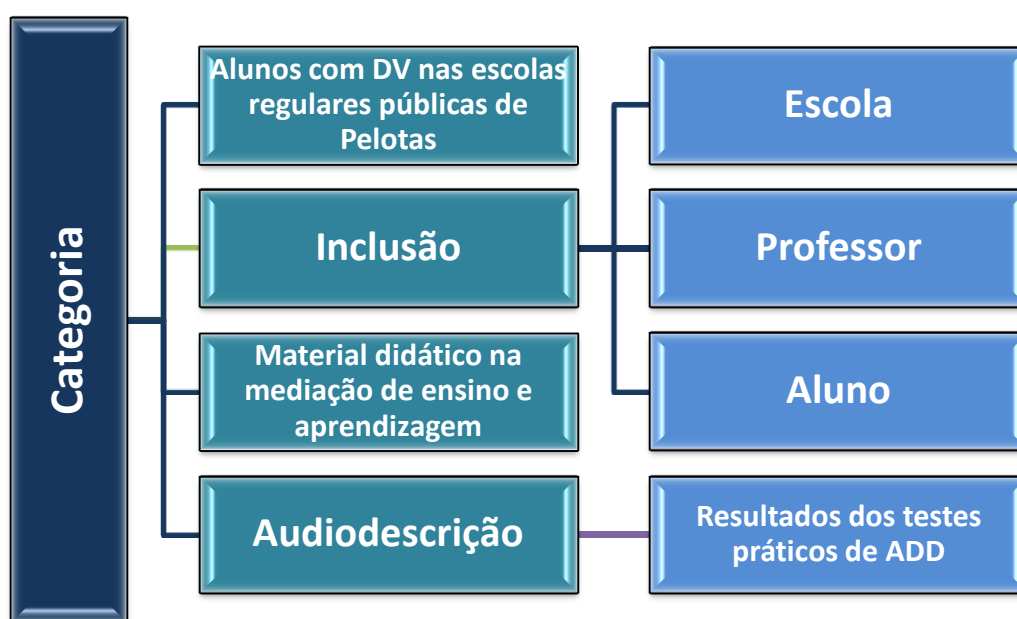 Categoria
Alunos com DV nas escolas
regulares públicas de
Pelotas
Inclusão
Material didático na
mediação de ensino e
aprendizagem
Audiodescrição
Escola
Professor
Aluno
Resultados dos testes
práticos de ADD